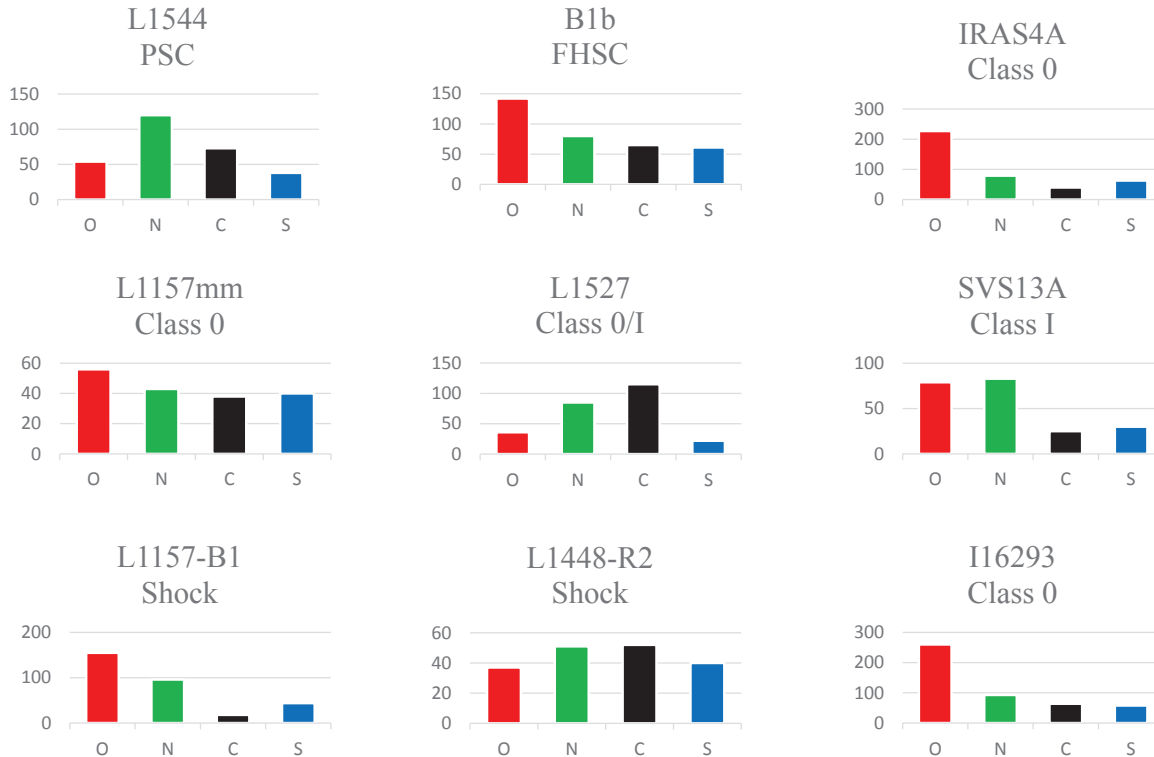 L1544
PSC
150
100
50
0
O N C S
B1b
FHSC
150
100
50
0
O N C S
IRAS4A
Class 0
300
200
100
0
O N C S
L1157mm
Class 0
60
40
20
0
O N C S
L1527
Class 0/I
150
100
50
0
O N C S
SVS13A
Class I
100
50
0
O N C S
L1157-B1
Shock
200
100
0
O N C S
L1448-R2
Shock
60
40
20
0
O N C S
I16293
Class 0
300
200
100
0
O N C S